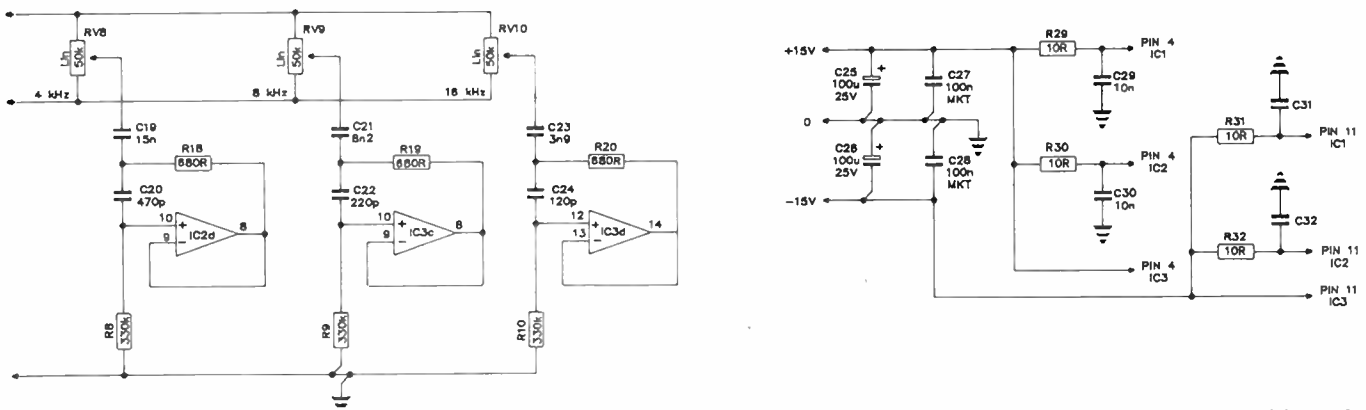 RV8
Lin
50k
RV9
Lin
50k
RV10
Lin
50k
4 kHz
8 kHz
16 kHz
C19
15n
C21
8n2
C23
3n9
R18
680R
R19
680R
R20
680R
C20
470p
C22
220p
C24
120p
10
+
9
−
IC2d
8
10
+
9
−
IC3c
8
12
+
13
−
IC3d
14
R8
330k
R9
330k
R10
330k
+15V
0
−15V
C25
100u
25V
+
C27
100n
MKT
C26
100u
25V
+
C28
100n
MKT
R29
10R
PIN 4
IC1
C29
10n
R30
10R
PIN 4
IC2
C30
10n
PIN 4
IC3
C31
R31
10R
PIN 11
IC1
C32
R32
10R
PIN 11
IC2
PIN 11
IC3